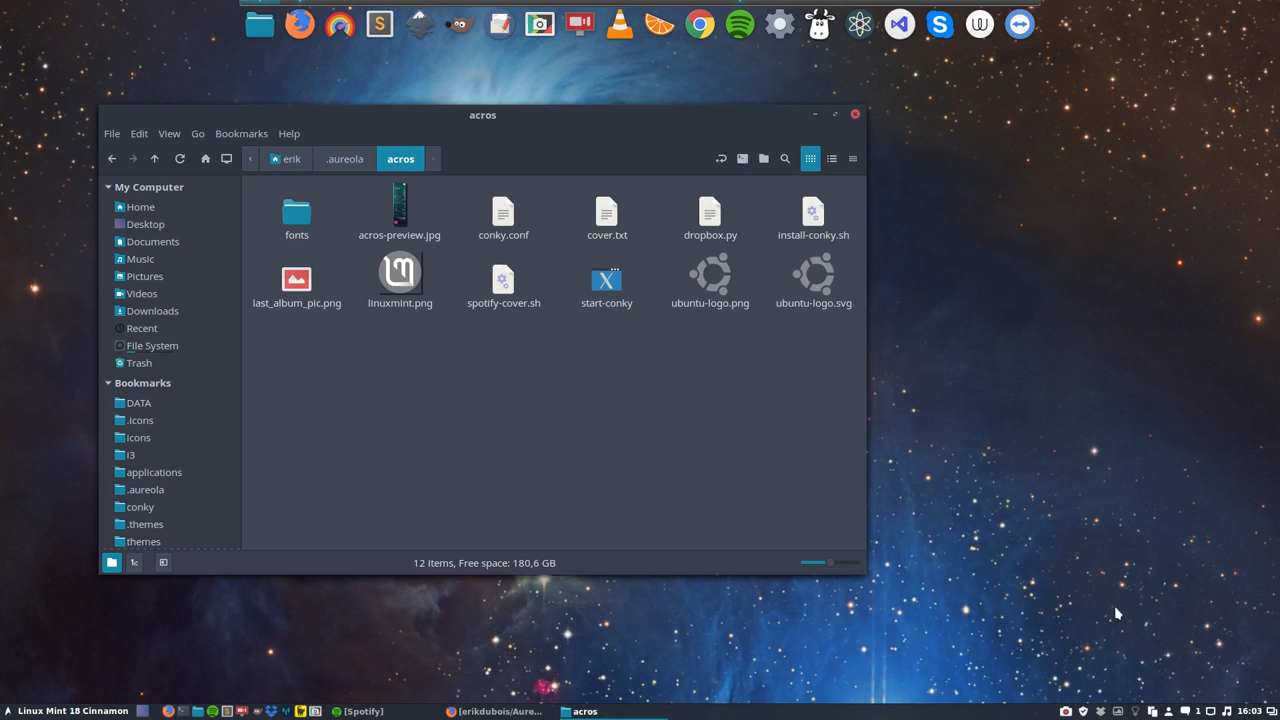 acros
File Edit View Go Bookmarks Help
erik .aureola acros
My Computer
Home
Desktop
Documents
Music
Pictures
Videos
Downloads
Recent
File System
Trash
Bookmarks
DATA
.icons
icons
i3
applications
.aureola
conky
.themes
themes
fonts acros-preview.jpg conky.conf cover.txt dropbox.py install-conky.sh
last_album_pic.png linuxmint.png spotify-cover.sh start-conky ubuntu-logo.png ubuntu-logo.svg
12 items, Free space: 180,6 GB
Linux Mint 18 Cinnamon [Spotify] [erikdubois/Aure... acros 1 16:03